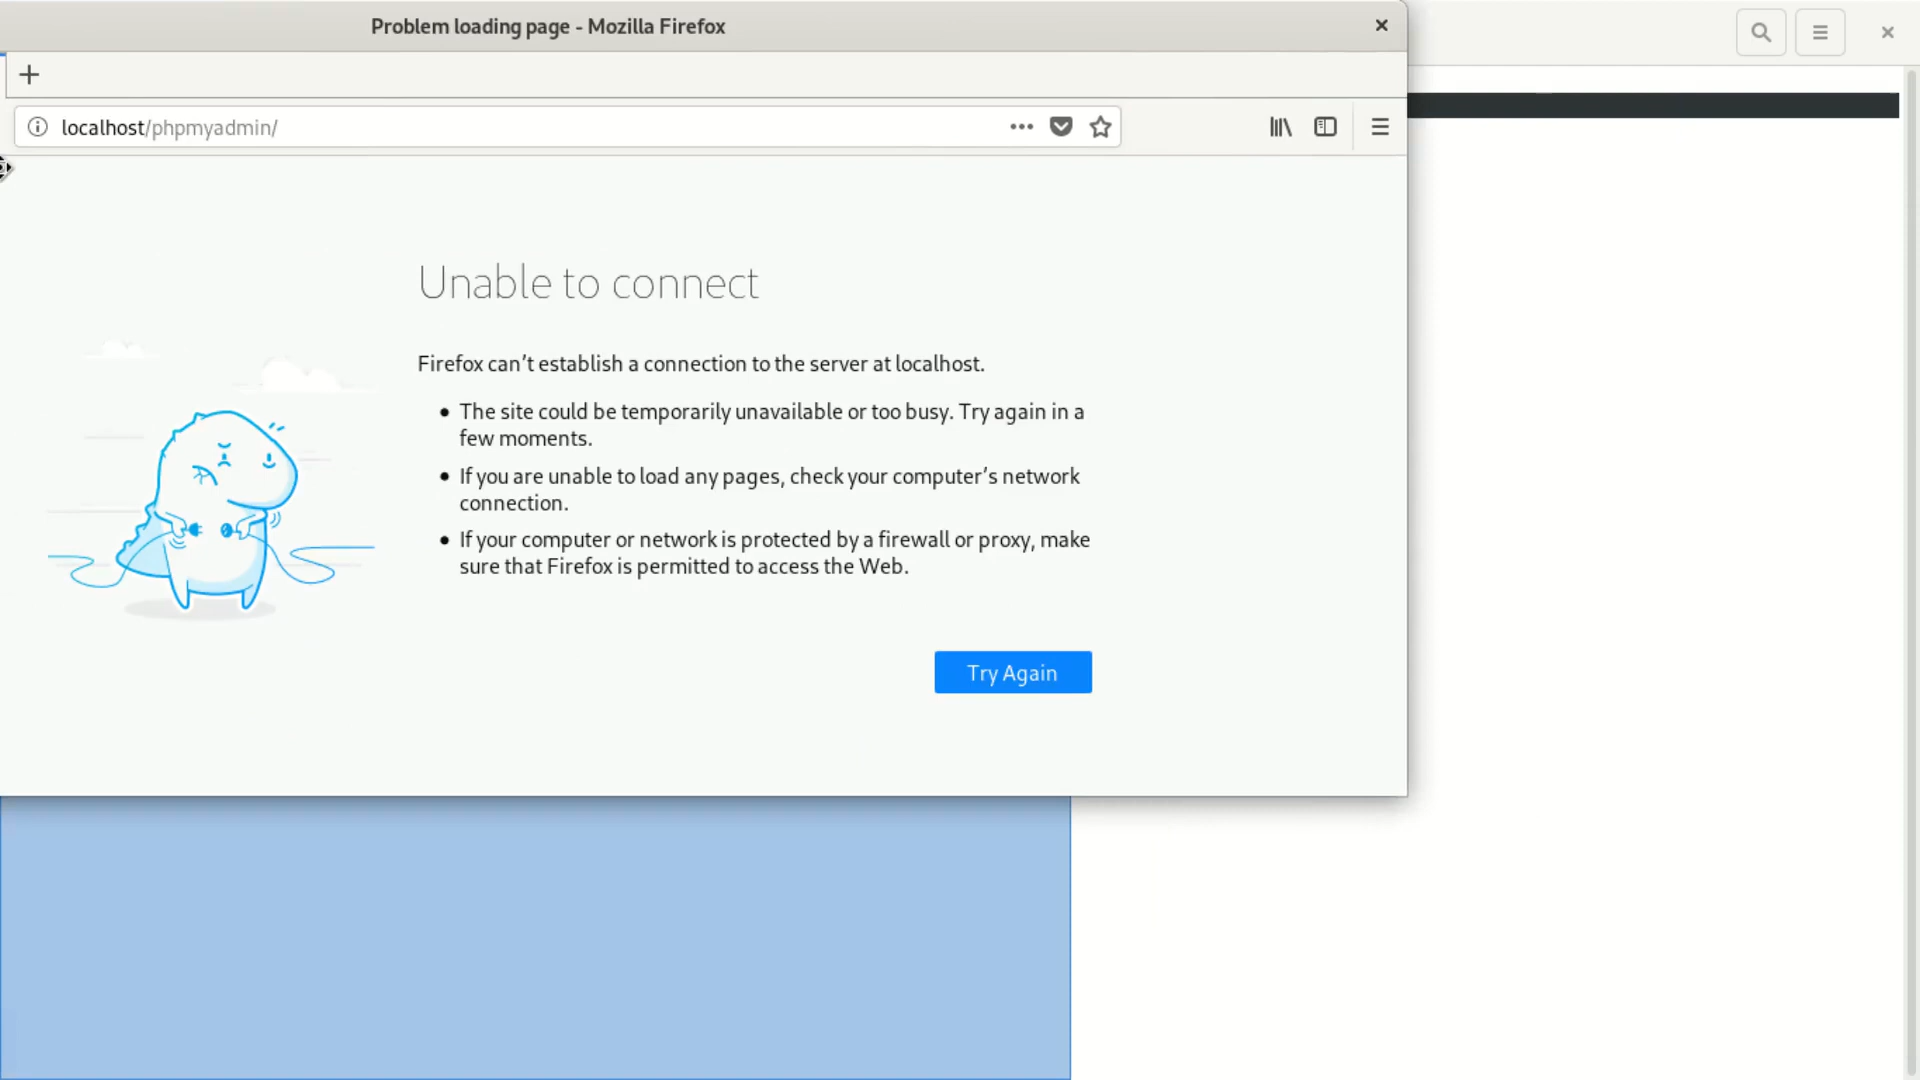 Problem loading page - Mozilla Firefox
localhost/phpmyadmin/
Unable to connect
Firefox can’t establish a connection to the server at localhost.
• The site could be temporarily unavailable or too busy. Try again in a
few moments.
• If you are unable to load any pages, check your computer’s network
connection.
• If your computer or network is protected by a firewall or proxy, make
sure that Firefox is permitted to access the Web.
Try Again